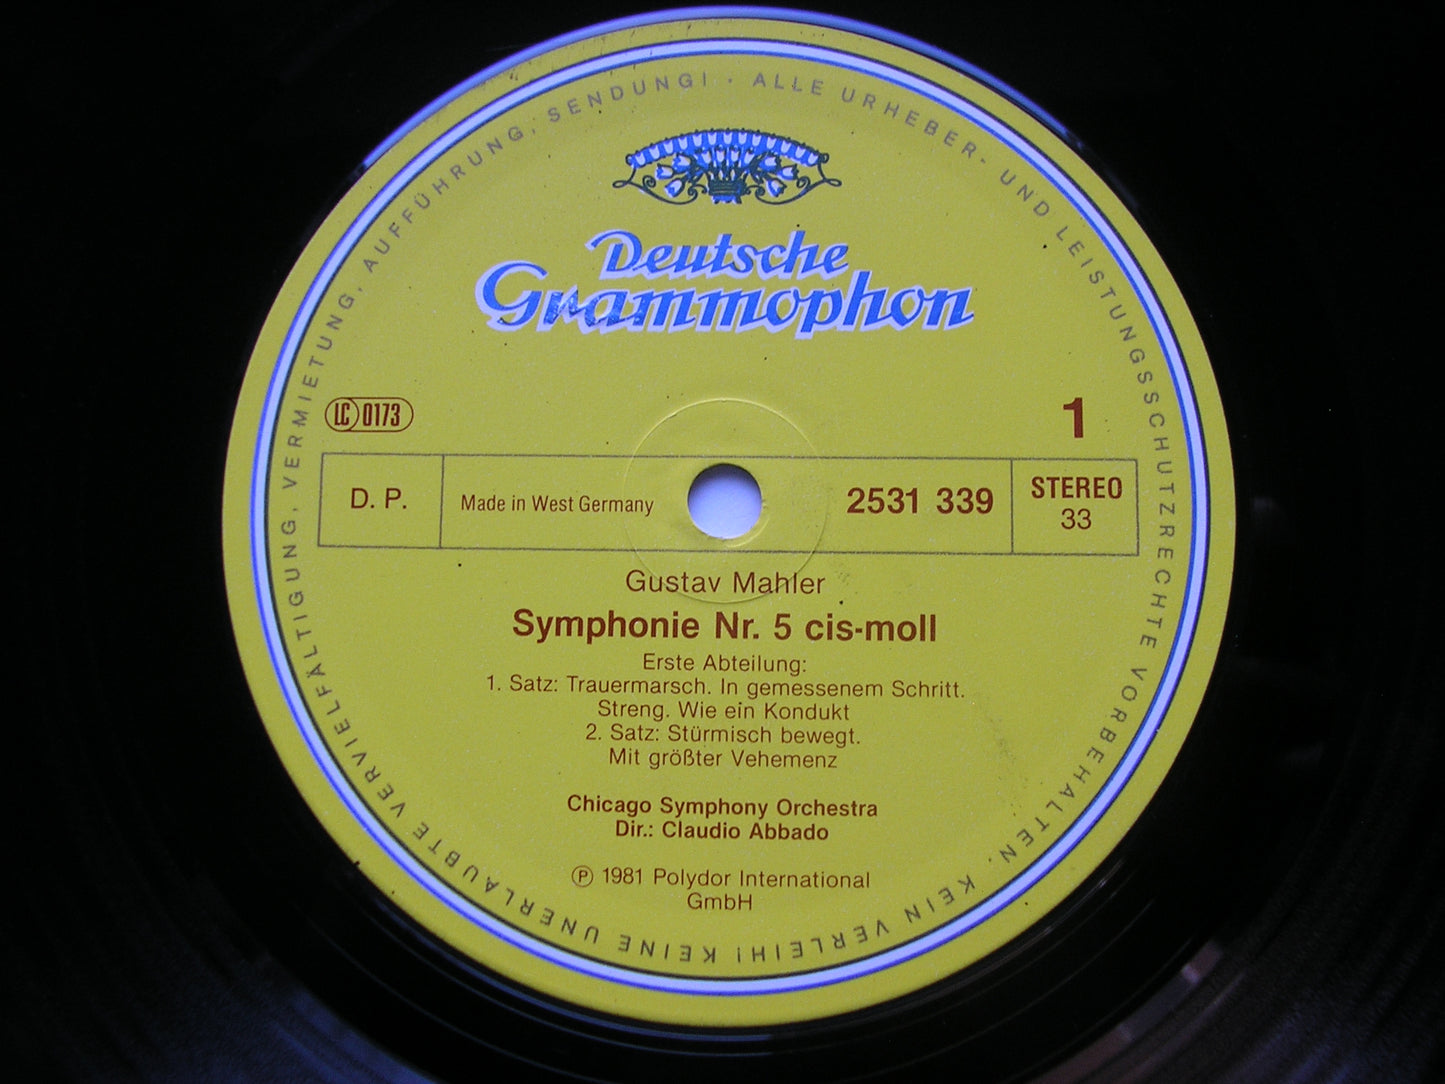 ALLE URHEBER- UND LEISTUNGSSCHUTZRECHTE VORBEHALTEN, KEIN VERLEIH! KEINE UNERLAUBTE VERVIELFÄLTIGUNG, VERMIETUNG, AUFFÜHRUNG, SENDUNG! ·
Deutsche
Grammophon
LC 0173
1
D. P.
Made in West Germany
2531 339
STEREO
33
Gustav Mahler
Symphonie Nr. 5 cis-moll
Erste Abteilung:
1. Satz: Trauermarsch. In gemessenem Schritt.
Streng. Wie ein Kondukt
2. Satz: Stürmisch bewegt.
Mit größter Vehemenz
Chicago Symphony Orchestra
Dir.: Claudio Abbado
Ⓟ 1981 Polydor International
GmbH